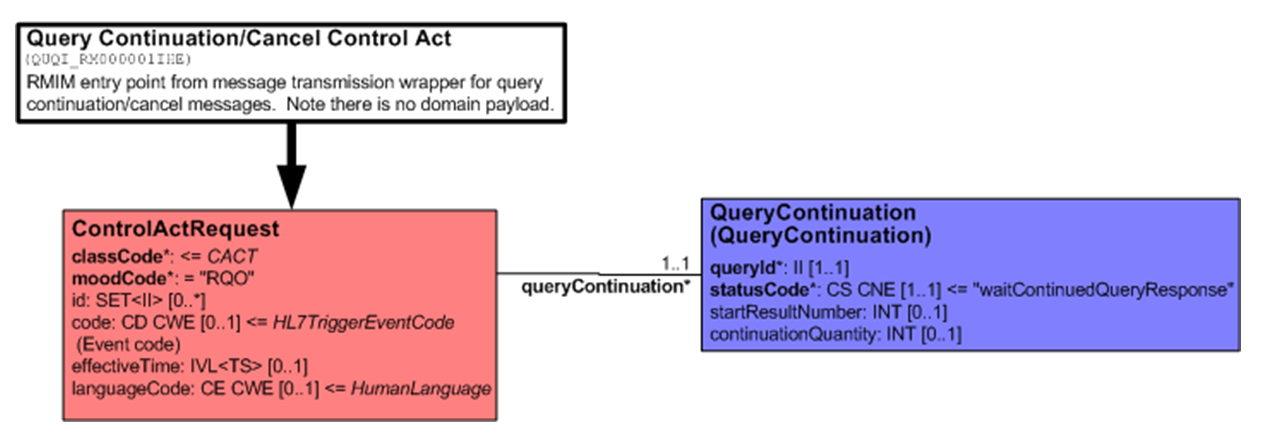 Query Continuation/Cancel Control Act
(QUQI_RM000001IHE)
RMIM entry point from message transmission wrapper for query
continuation/cancel messages.  Note there is no domain payload.
ControlActRequest
classCode*: <= CACT
moodCode*: = "RQO"
id: SET<II> [0..*]
code: CD CWE [0..1] <= HL7TriggerEventCode
(Event code)
effectiveTime: IVL<TS> [0..1]
languageCode: CE CWE [0..1] <= HumanLanguage
1..1
queryContinuation*
QueryContinuation
(QueryContinuation)
queryId*: II [1..1]
statusCode*: CS CNE [1..1] <= "waitContinuedQueryResponse"
startResultNumber: INT [0..1]
continuationQuantity: INT [0..1]